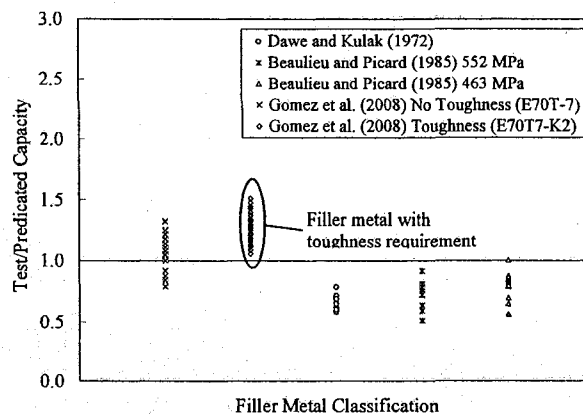 3.0
2.5
2.0
1.5
1.0
0.5
0.0
Test/Predicated Capacity
Dawe and Kulak (1972)
Beaulieu and Picard (1985) 552 MPa
Beaulieu and Picard (1985) 463 MPa
Gomez et al. (2008) No Toughness (E70T-7)
Gomez et al. (2008) Toughness (E70T7-K2)
Filler metal with
toughness requirement
Filler Metal Classification